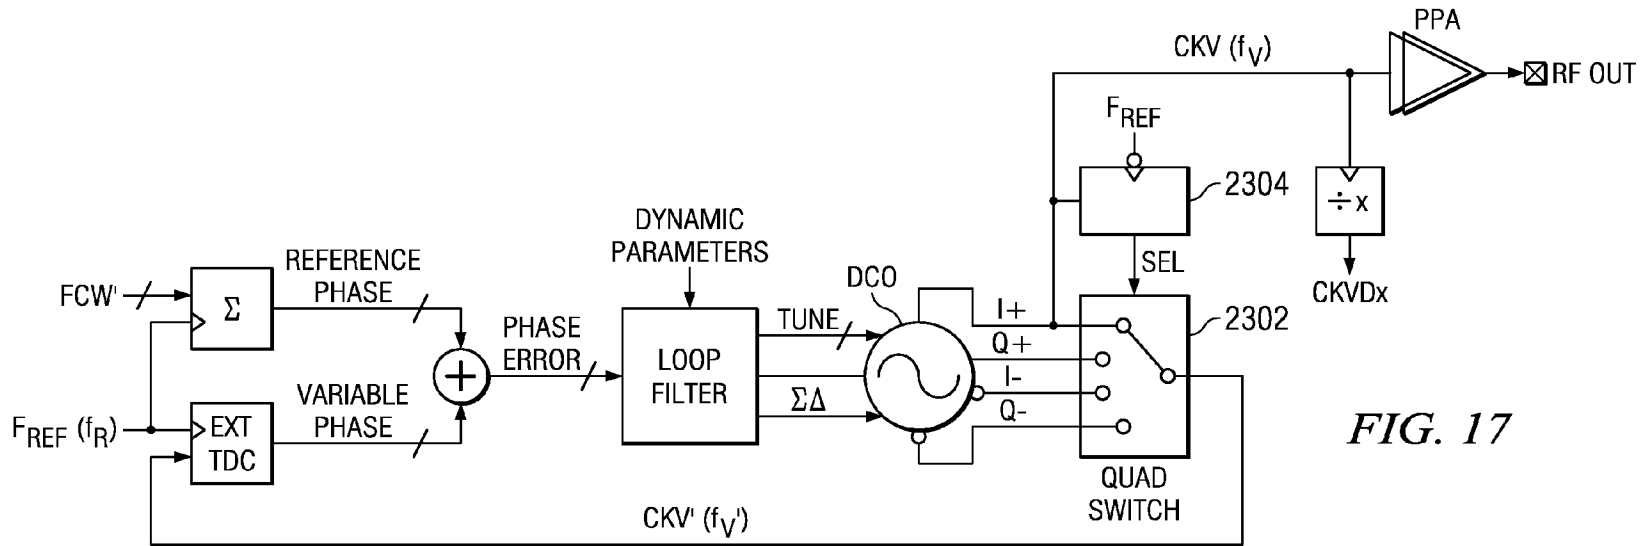 PPA
CKV (fV)
RF OUT
FREF
2304
÷ x
SEL
CKVDx
DYNAMIC
PARAMETERS
DCO
REFERENCE
PHASE
FCW'
Σ
PHASE
ERROR
LOOP
FILTER
TUNE
ΣΔ
I+
Q+
I-
Q-
2302
VARIABLE
PHASE
+
FREF (fR)
EXT
TDC
QUAD
SWITCH
CKV' (fV')
FIG. 17